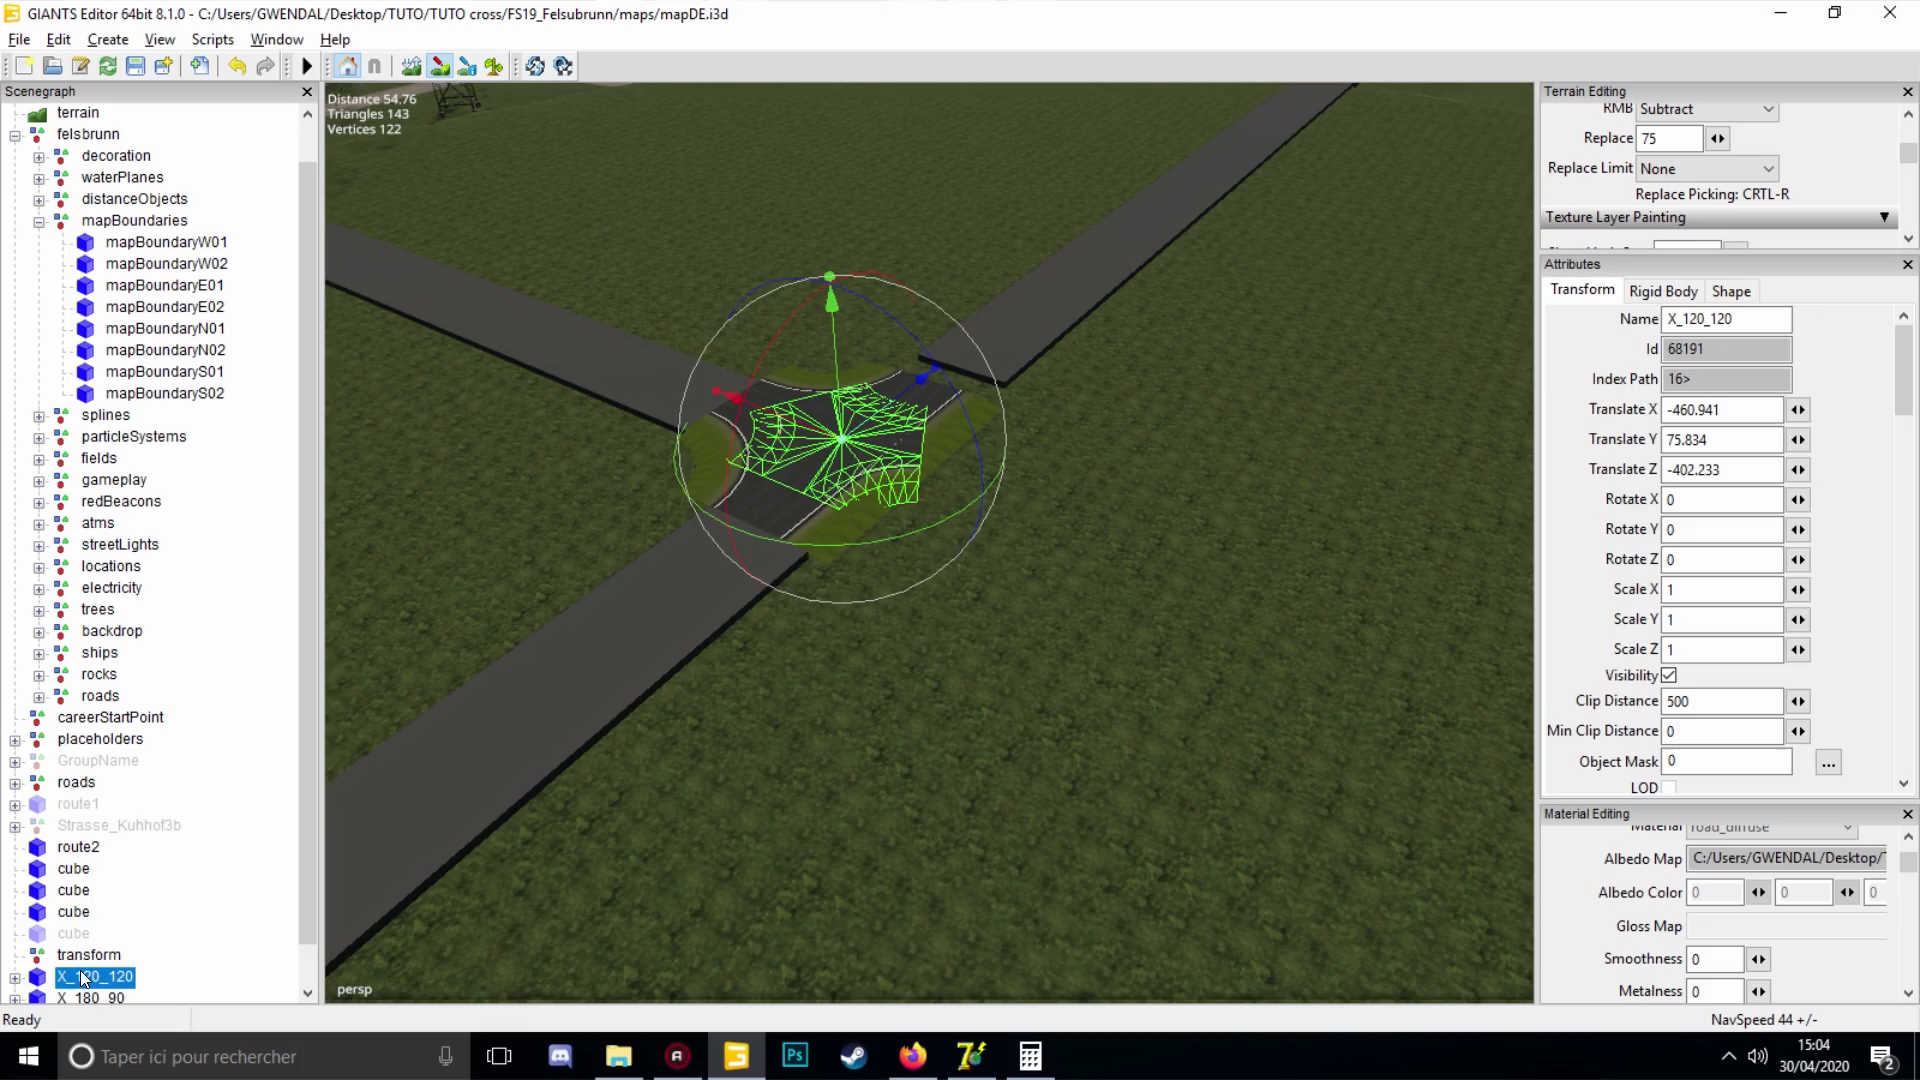 GIANTS Editor 64bit 8.1.0 - C:/Users/GWENDAL/Desktop/TUTO/TUTO cross/FS19_Felsubrunn/maps/mapDE.i3d
File Edit Create View Scripts Window Help
Scenegraph
terrain
felsbrunn
decoration
waterPlanes
distanceObjects
mapBoundaries
mapBoundaryW01
mapBoundaryW02
mapBoundaryE01
mapBoundaryE02
mapBoundaryN01
mapBoundaryN02
mapBoundaryS01
mapBoundaryS02
splines
particleSystems
fields
gameplay
redBeacons
atms
streetLights
locations
electricity
trees
backdrop
ships
rocks
roads
careerStartPoint
placeholders
GroupName
roads
route1
Strasse_Kuhhof3b
route2
cube
cube
cube
cube
transform
X_120_120
X_180_90
Distance 54.76
Triangles 143
Vertices 122
persp
Terrain Editing
RMB Subtract
Replace 75
Replace Limit None
Replace Picking: CRTL-R
Texture Layer Painting
Attributes
Transform Rigid Body Shape
Name X_120_120
Id 68191
Index Path 16>
Translate X -460.941
Translate Y 75.834
Translate Z -402.233
Rotate X 0
Rotate Y 0
Rotate Z 0
Scale X 1
Scale Y 1
Scale Z 1
Visibility
Clip Distance 500
Min Clip Distance 0
Object Mask 0 ...
LOD
Material Editing
Material road_diffuse
Albedo Map C:/Users/GWENDAL/Desktop/
Albedo Color 0 0 0
Gloss Map
Smoothness 0
Metalness 0
Ready
NavSpeed 44 +/-
Taper ici pour rechercher
Ps
15:04
30/04/2020
2